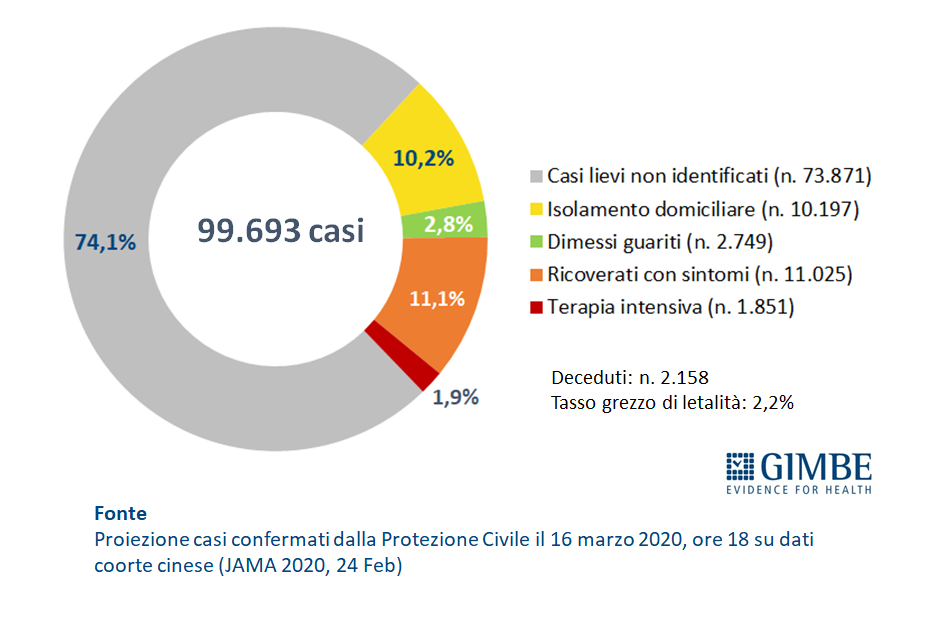 10,2%
2,8%
74,1%
99.693 casi
11,1%
1,9%
Casi lievi non identificati (n. 73.871)
Isolamento domiciliare (n. 10.197)
Dimessi guariti (n. 2.749)
Ricoverati con sintomi (n. 11.025)
Terapia intensiva (n. 1.851)
Deceduti: n. 2.158
Tasso grezzo di letalità: 2,2%
GIMBE
EVIDENCE FOR HEALTH
Fonte
Proiezione casi confermati dalla Protezione Civile il 16 marzo 2020, ore 18 su dati
coorte cinese (JAMA 2020, 24 Feb)